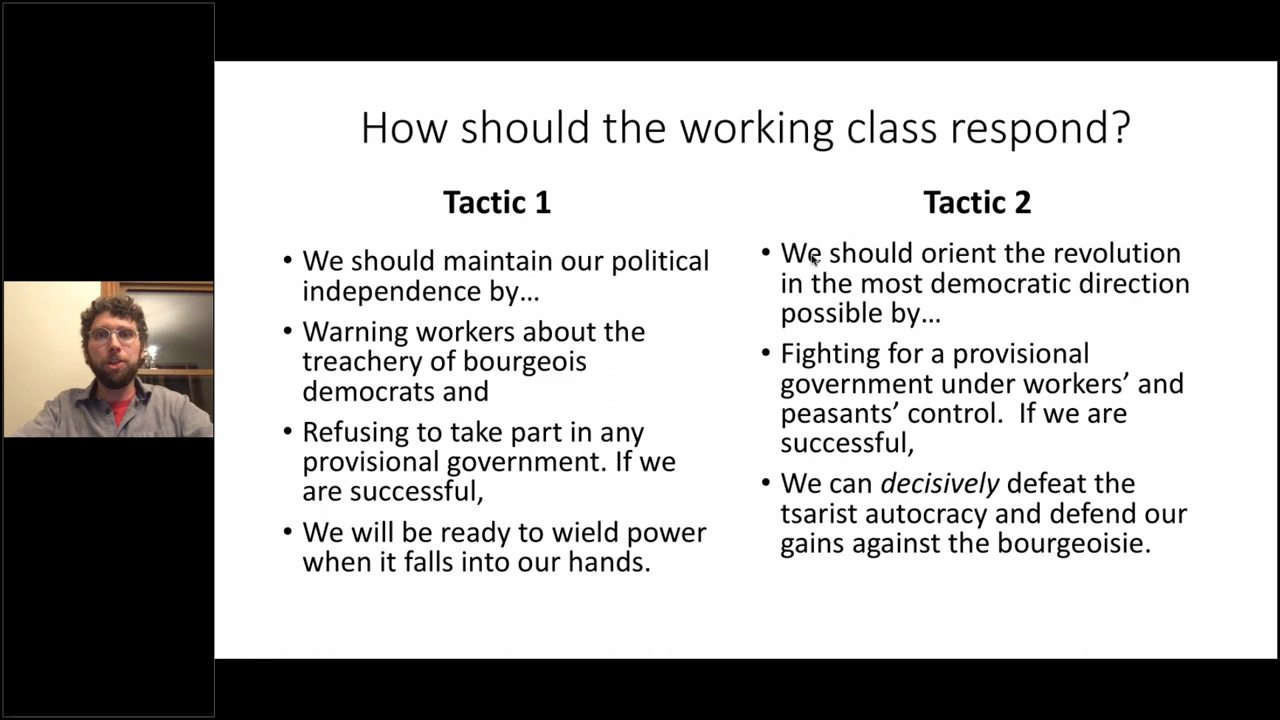 How should the working class respond?
Tactic 1
• We should maintain our political
independence by…
• Warning workers about the
treachery of bourgeois
democrats and
• Refusing to take part in any
provisional government. If we
are successful,
• We will be ready to wield power
when it falls into our hands.
Tactic 2
• We should orient the revolution
in the most democratic direction
possible by…
• Fighting for a provisional
government under workers’ and
peasants’ control.  If we are
successful,
• We can decisively defeat the
tsarist autocracy and defend our
gains against the bourgeoisie.